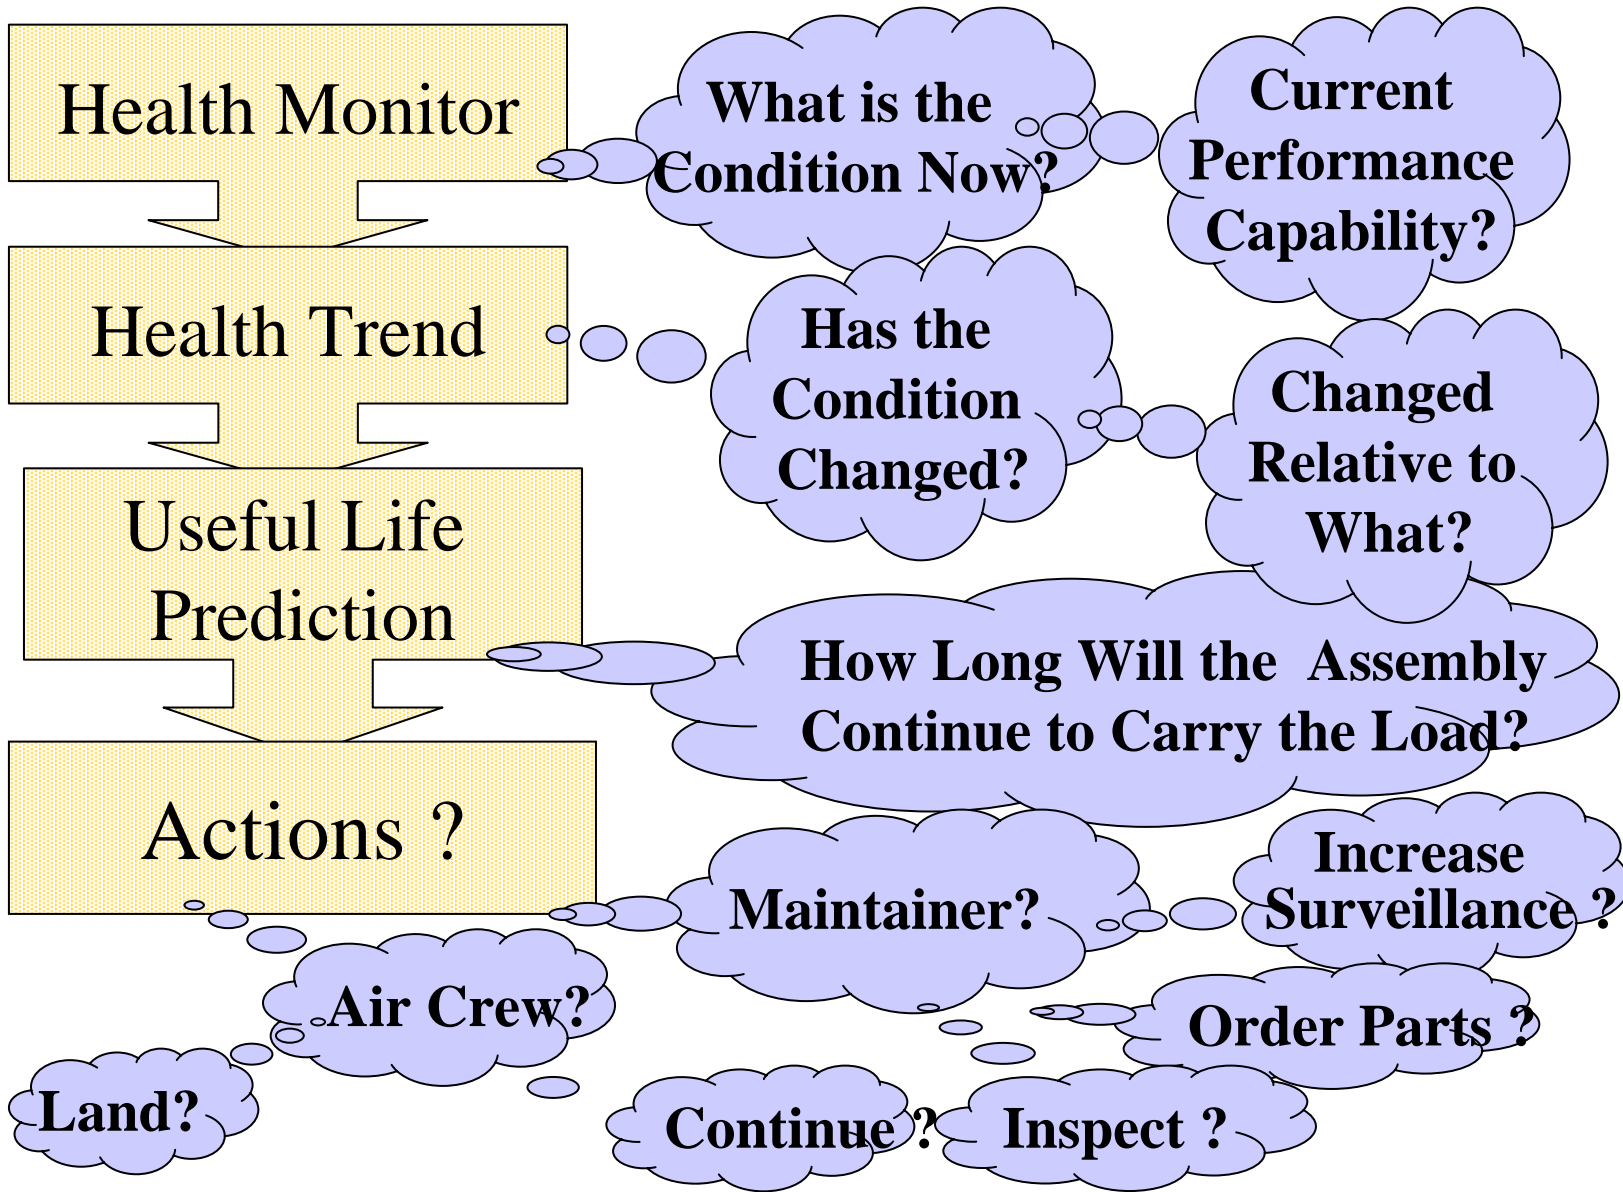 Health Monitor
What is the
Condition Now?
Current
Performance
Capability?
Health Trend
Has the
Condition
Changed?
Changed
Relative to
What?
Useful Life
Prediction
How Long Will the Assembly
Continue to Carry the Load?
Actions ?
Maintainer?
Increase
Surveillance ?
Air Crew?
Order Parts ?
Land?
Continue ?
Inspect ?